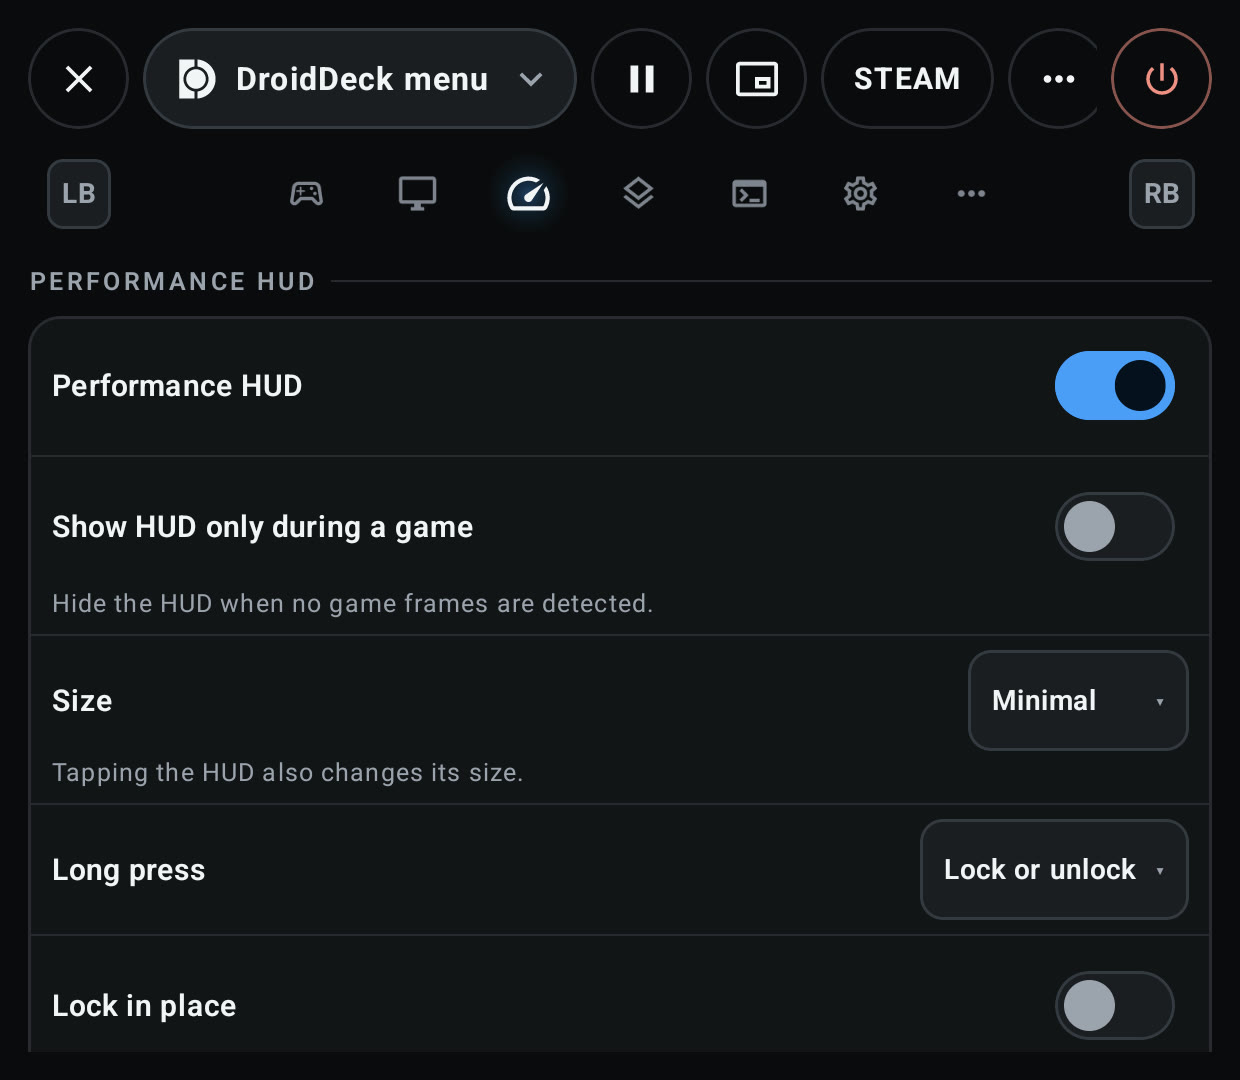 DroidDeck menu
STEAM
LB
RB
PERFORMANCE HUD
Performance HUD
Show HUD only during a game
Hide the HUD when no game frames are detected.
Size
Minimal
Tapping the HUD also changes its size.
Long press
Lock or unlock
Lock in place